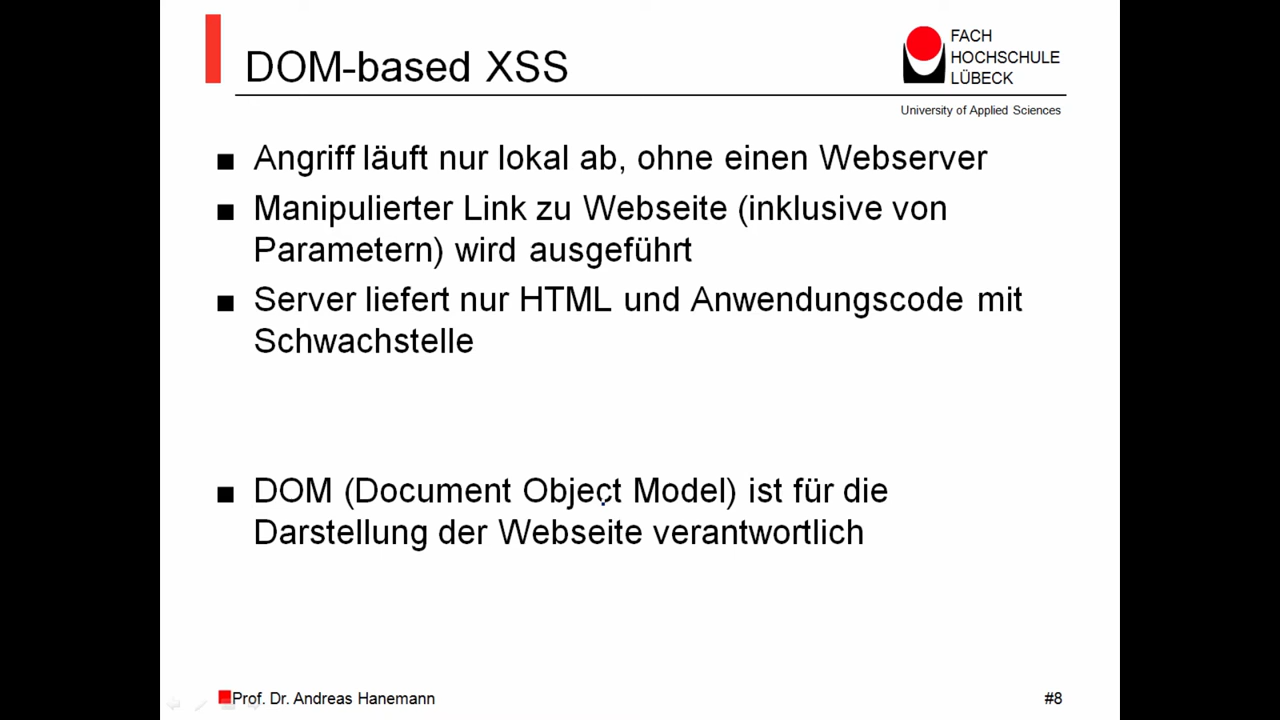 DOM-based XSS
FACH
HOCHSCHULE
LÜBECK
University of Applied Sciences
■ Angriff läuft nur lokal ab, ohne einen Webserver
■ Manipulierter Link zu Webseite (inklusive von
Parametern) wird ausgeführt
■ Server liefert nur HTML und Anwendungscode mit
Schwachstelle
■ DOM (Document Object Model) ist für die
Darstellung der Webseite verantwortlich
Prof. Dr. Andreas Hanemann
#8